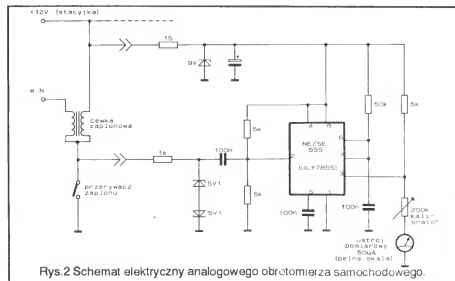 +12V (stacyjka)
15
9V
+
W N
cewka
zapłonowa
4 8
50k
5k
5k
NE/SE
555
(ULY7855)
6
7
2
3
1k
100n
5k
przerywacz
zapłonu
5V1
5V1
100n
5 1
100n
200k
kali-
brator
ustrój
pomiarowy
50uA
(pełna skala)
Rys.2 Schemat elektryczny analogowego obrotomierza samochodowego.